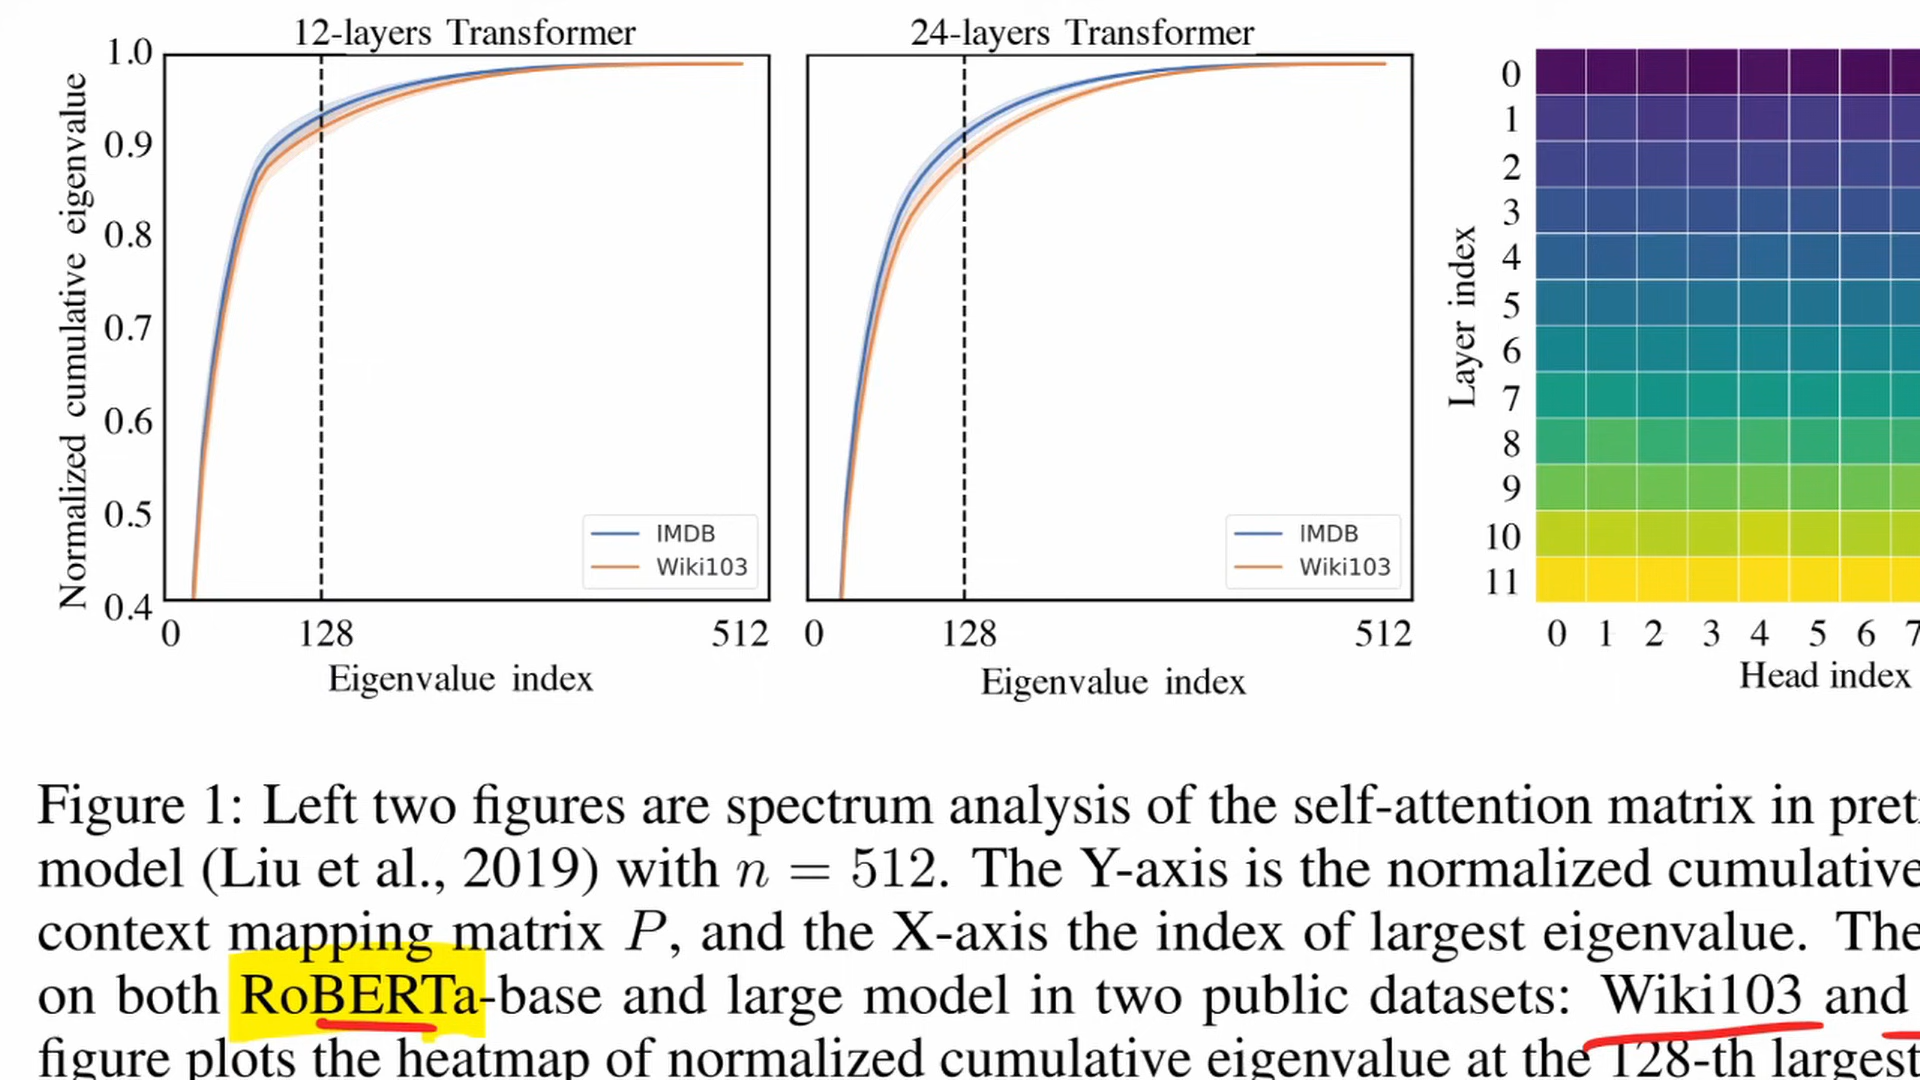 12-layers Transformer
24-layers Transformer
Normalized cumulative eigenvalue
1.0
0.9
0.8
0.7
0.6
0.5
0.4
IMDB
Wiki103
0 128 512
Eigenvalue index
IMDB
Wiki103
0 128 512
Eigenvalue index
Layer index
0
1
2
3
4
5
6
7
8
9
10
11
0 1 2 3 4 5 6 7
Head index
Figure 1: Left two figures are spectrum analysis of the self-attention matrix in pret
model (Liu et al., 2019) with n = 512. The Y-axis is the normalized cumulative
context mapping matrix P, and the X-axis the index of largest eigenvalue. The
on both RoBERTa-base and large model in two public datasets: Wiki103 and
figure plots the heatmap of normalized cumulative eigenvalue at the 128-th largest